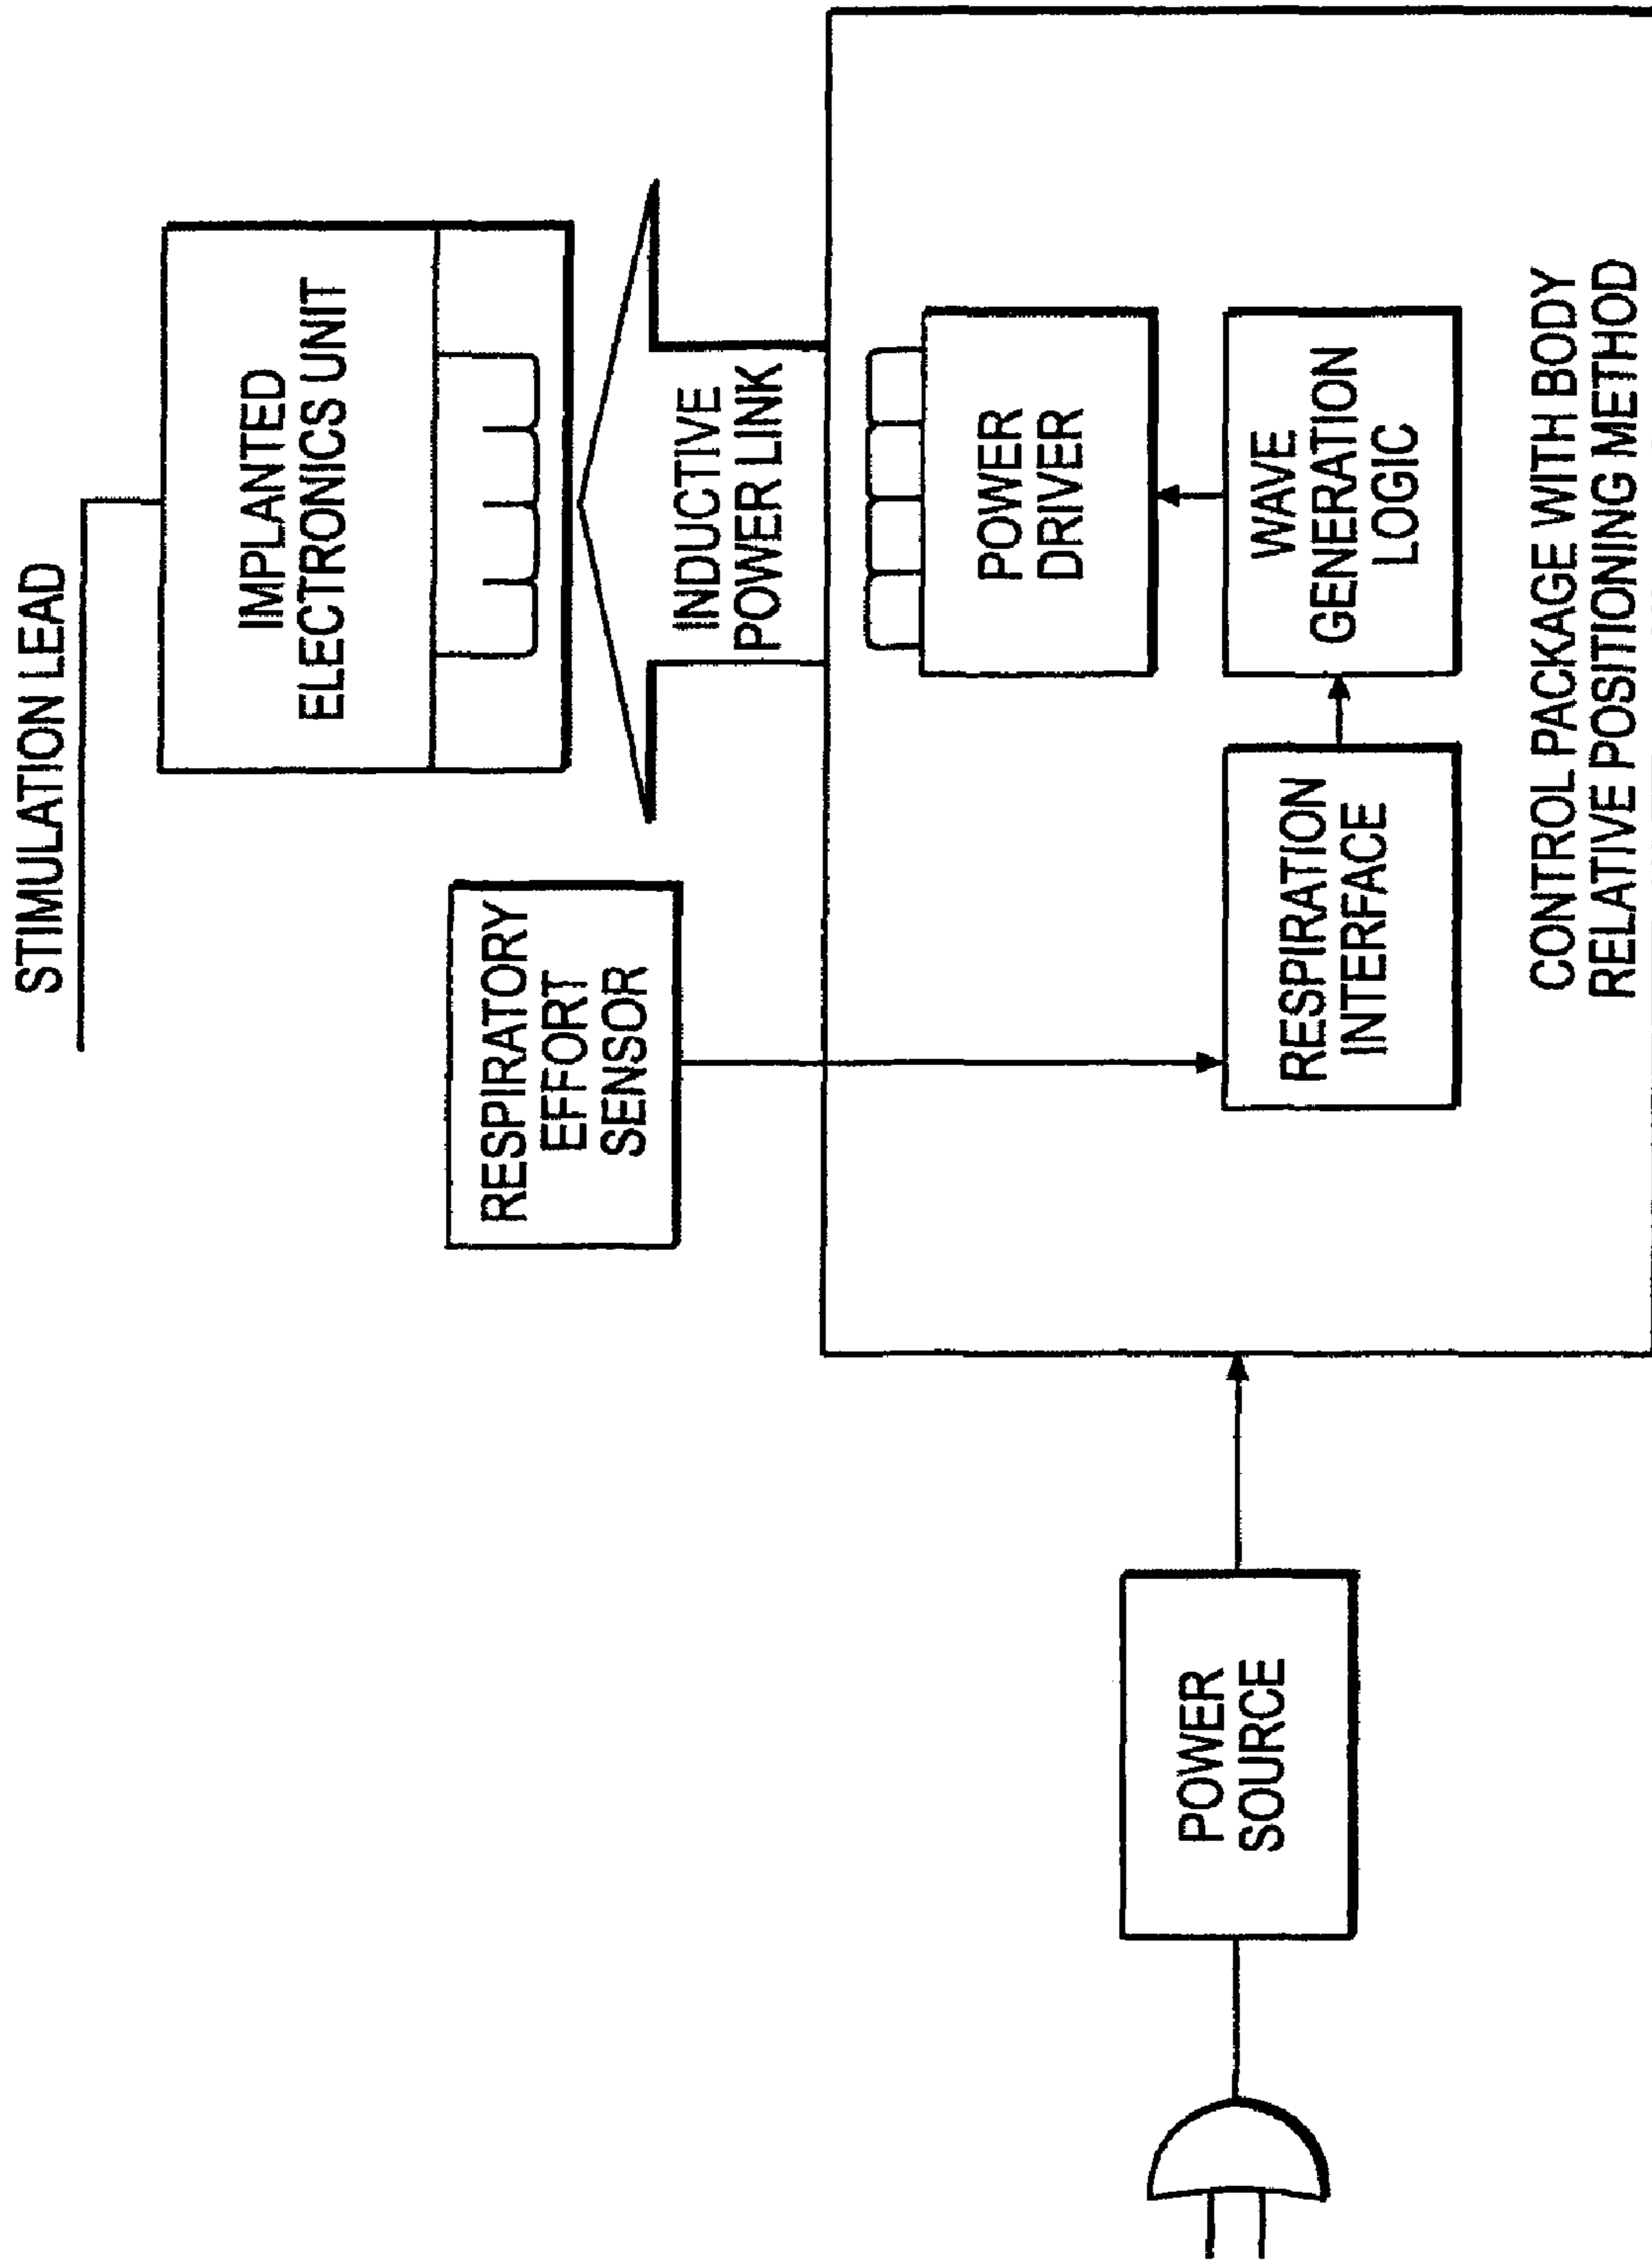 STIMULATION LEAD
IMPLANTED
ELECTRONICS UNIT
RESPIRATORY
EFFORT
SENSOR
INDUCTIVE
POWER LINK
POWER
DRIVER
POWER
SOURCE
RESPIRATION
INTERFACE
WAVE
GENERATION
LOGIC
CONTROL PACKAGE WITH BODY
RELATIVE POSITIONING METHOD